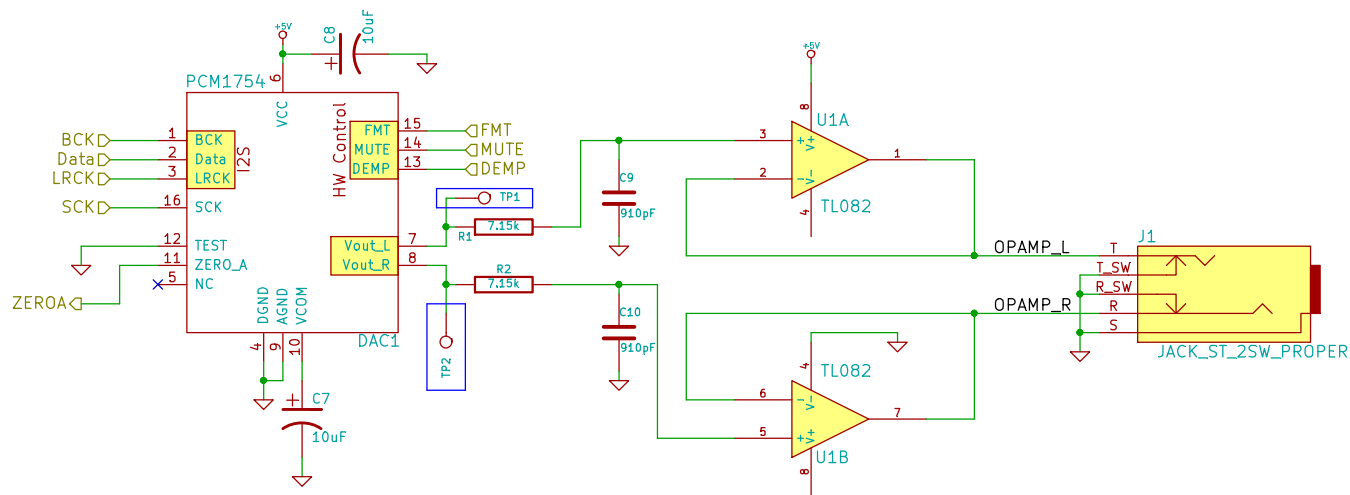 +5V
C8
10uF
PCM1754
6
VCC
HW Control
I2S
BCK 1 BCK
Data 2 Data
LRCK 3 LRCK
SCK 16 SCK
12 TEST
11 ZERO_A
5 NC
ZEROA
FMT 15 FMT
MUTE 14 MUTE
DEMP 13 DEMP
Vout_L 7
Vout_R 8
DGND
AGND
VCOM
4
9
10
DAC1
C7
10uF
TP1
R1
7.15k
R2
7.15k
TP2
C9
910pF
C10
910pF
+5V
8
U1A
3 + V+
1
2 - V-
4
TL082
4
TL082
6 - V-
7
5 + V+
U1B
8
OPAMP_L
OPAMP_R
J1
T
T_SW
R_SW
R
S
JACK_ST_2SW_PROPER